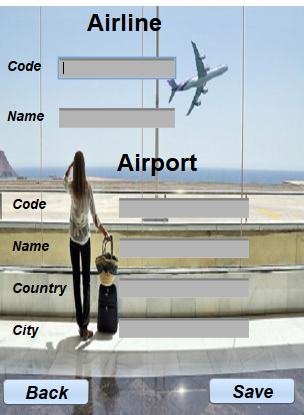 Airline
Code
Name
Airport
Code
Name
Country
City
Back
Save